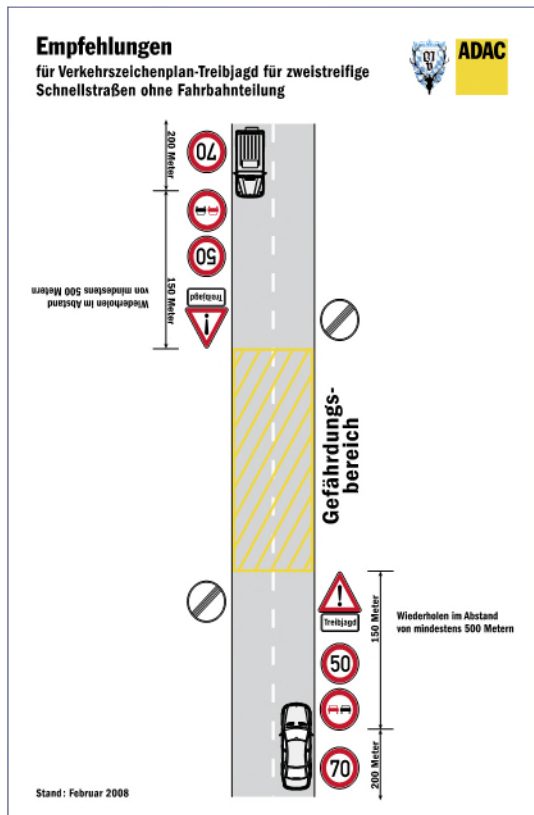 Empfehlungen
für Verkehrszeichenplan-Treibjagd für zweistreifige
Schnellstraßen ohne Fahrbahnteilung
ADAC
200 Meter
70
50
Treibjagd
150 Meter
Wiederholen im Abstand
von mindestens 500 Metern
Gefährdungs-
bereich
Treibjagd
50
70
150 Meter
200 Meter
Wiederholen im Abstand
von mindestens 500 Metern
Stand: Februar 2008